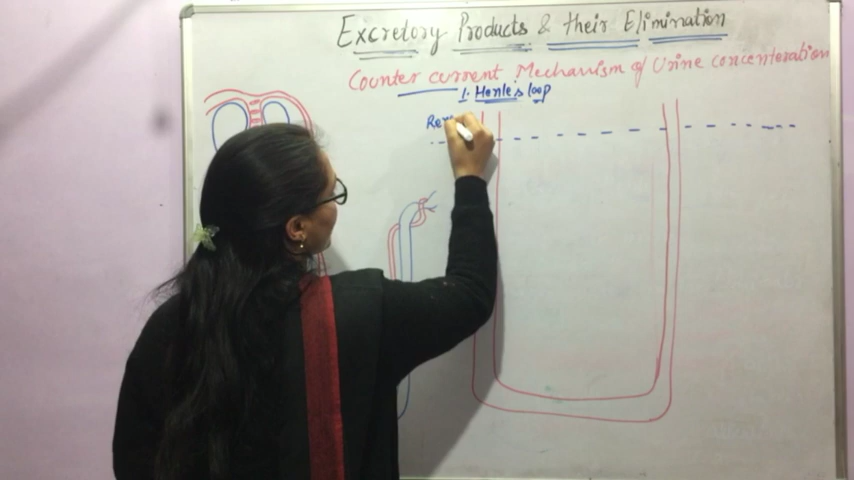 Excretory Products & their Elimination
Counter current Mechanism of Urine concenteration
1. Henle's loop